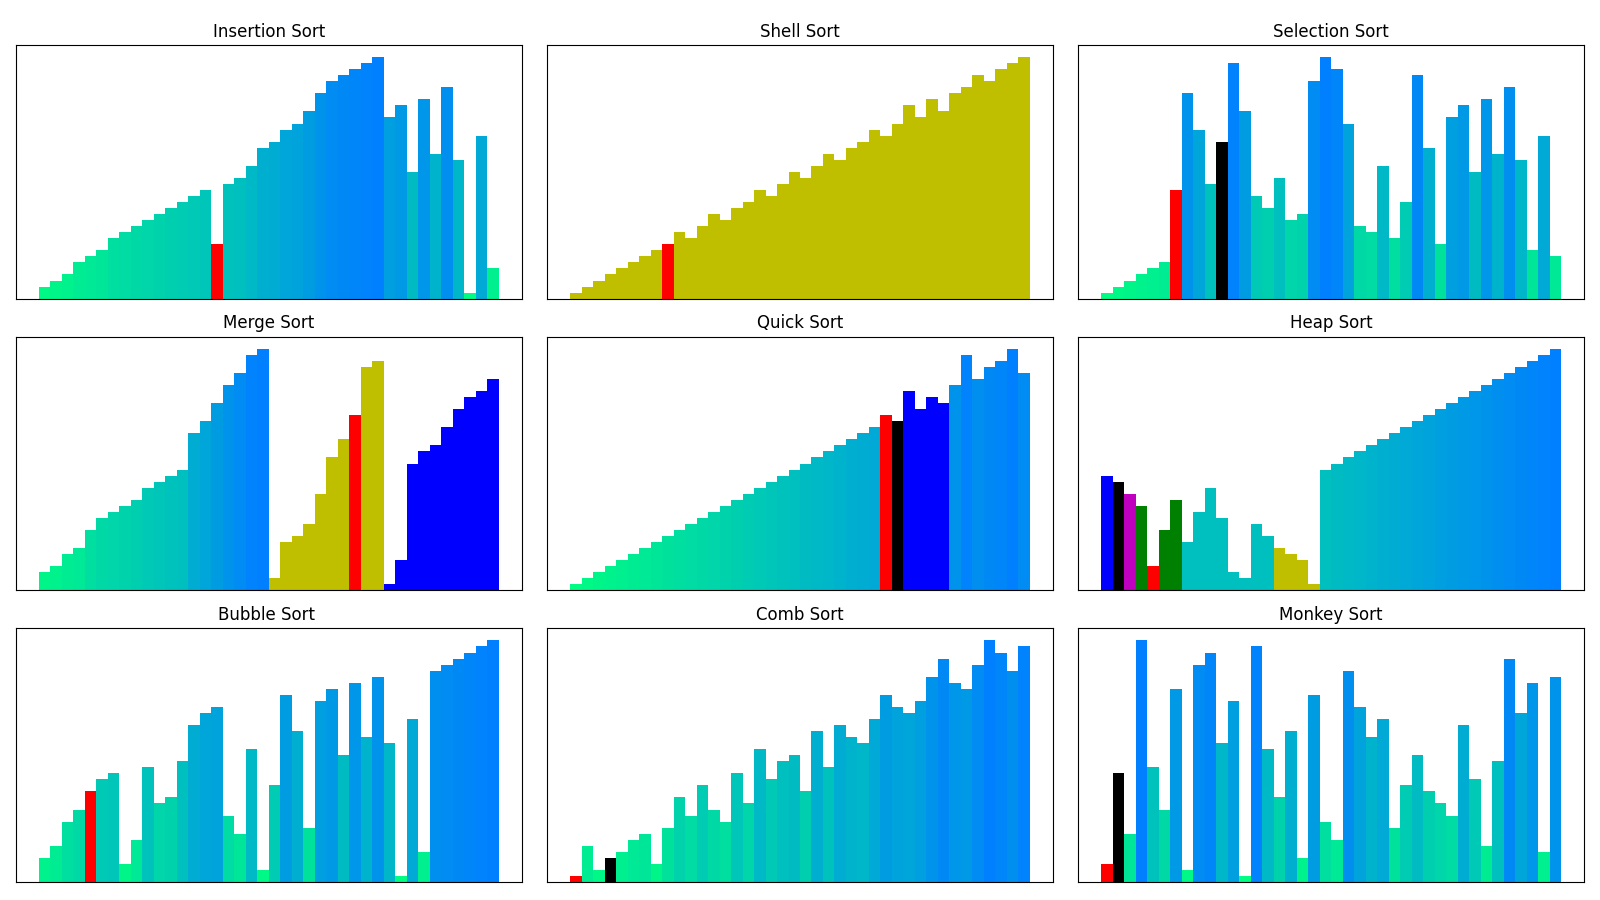 Insertion Sort
Shell Sort
Selection Sort
Merge Sort
Quick Sort
Heap Sort
Bubble Sort
Comb Sort
Monkey Sort